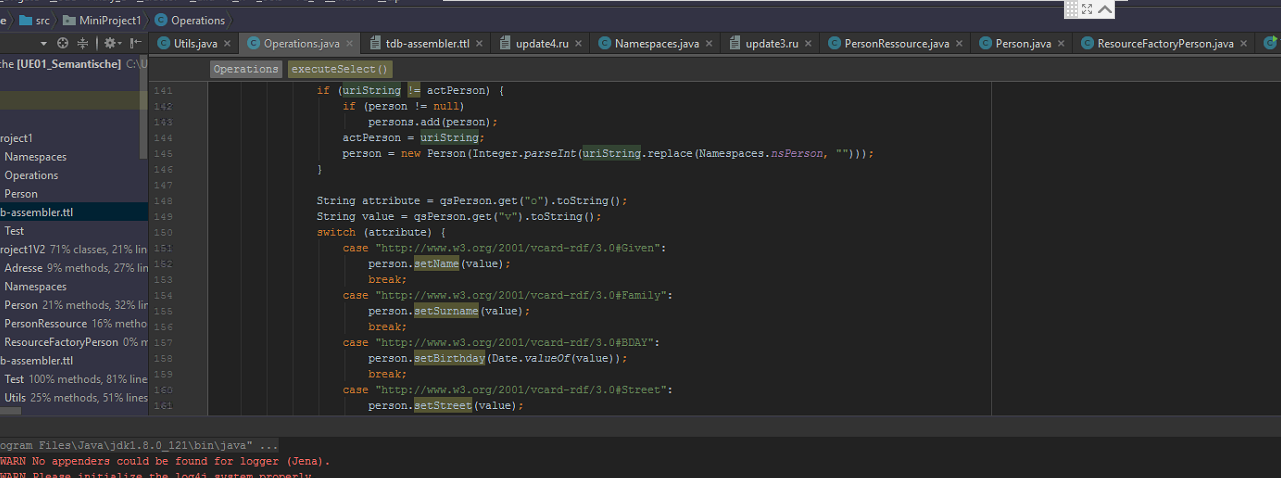 e src MiniProject1 Operations
Utils.java Operations.java tdb-assembler.ttl update4.ru Namespaces.java update3.ru PersonRessource.java Person.java ResourceFactoryPerson.java
che [UE01_Semantische] C:\U
Operations executeSelect()
roject1
Namespaces
Operations
Person
b-assembler.ttl
Test
roject1V2 71% classes, 21% lin
Adresse 9% methods, 27% lin
Namespaces
Person 21% methods, 32% lin
PersonRessource 16% metho
ResourceFactoryPerson 0% m
b-assembler.ttl
Test 100% methods, 81% line
Utils 25% methods, 51% lines
141 if (uriString != actPerson) {
142 if (person != null)
143 persons.add(person);
144 actPerson = uriString;
145 person = new Person(Integer.parseInt(uriString.replace(Namespaces.nsPerson, "")));
146 }
147
148 String attribute = qsPerson.get("o").toString();
149 String value = qsPerson.get("v").toString();
150 switch (attribute) {
151 case "http://www.w3.org/2001/vcard-rdf/3.0#Given":
152 person.setName(value);
153 break;
154 case "http://www.w3.org/2001/vcard-rdf/3.0#Family":
155 person.setSurname(value);
156 break;
157 case "http://www.w3.org/2001/vcard-rdf/3.0#BDAY":
158 person.setBirthday(Date.valueOf(value));
159 break;
160 case "http://www.w3.org/2001/vcard-rdf/3.0#Street":
161 person.setStreet(value);
ogram Files\Java\jdk1.8.0_121\bin\java" ...
WARN No appenders could be found for logger (Jena).
WARN Please initialize the log4j system properly.